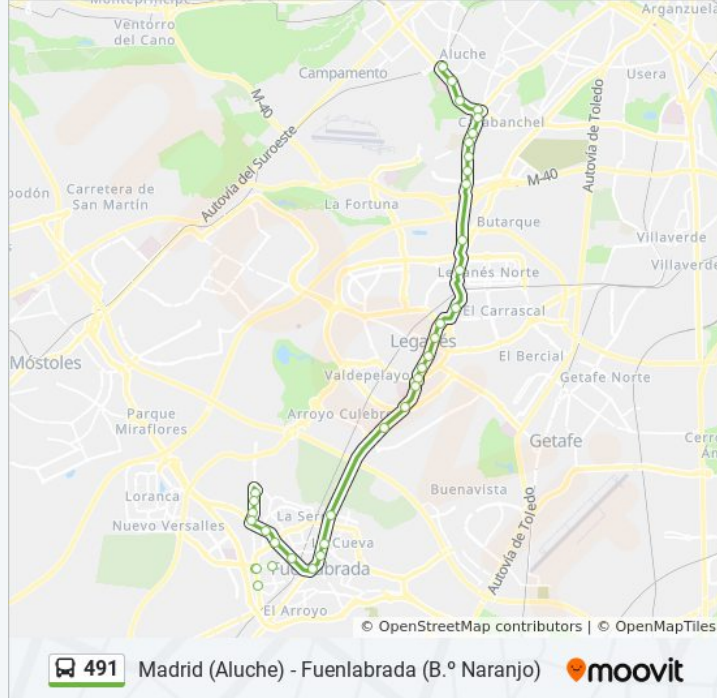 Ventorro
del Cano
Aluche
Arganzuela
Campamento
Usera
M-40
Carabanchel
Autovía del Suroeste
Autovía de Toledo
Carretera de
San Martín
M-40
La Fortuna
Butarque
Villaverde
Leganés Norte
El Carrascal
Móstoles
Leganés
El Bercial
Valdepelayo
Getafe Norte
Parque
Miraflores
Arroyo Culebro
Getafe
Loranca
Buenavista
Nuevo Versalles
La Serna
La Cueva
Autovía de Toledo
Fuenlabrada
El Arroyo
© OpenStreetMap contributors | © OpenMapTiles
491 Madrid (Aluche) - Fuenlabrada (B.º Naranjo) moovit